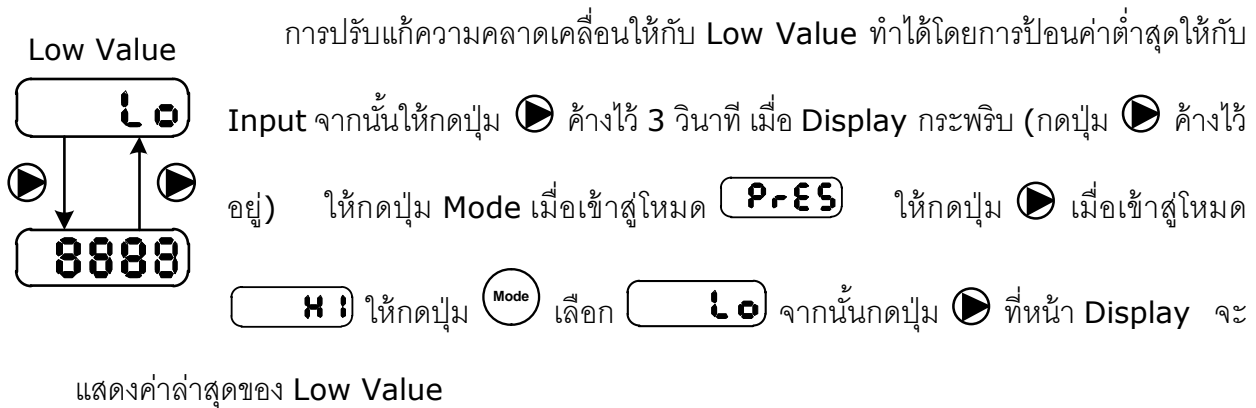 Low Value
Lo
8888
การปรับแก้ความคลาดเคลื่อนให้กับ Low Value ทำได้โดยการป้อนค่าต่ำสุดให้กับ
Input จากนั้นให้กดปุ่ม ค้างไว้ 3 วินาที เมื่อ Display กระพริบ (กดปุ่ม ค้างไว้
อยู่) ให้กดปุ่ม Mode เมื่อเข้าสู่โหมด PrES ให้กดปุ่ม เมื่อเข้าสู่โหมด
HI ให้กดปุ่ม Mode เลือก Lo จากนั้นกดปุ่ม ที่หน้า Display จะ
แสดงค่าล่าสุดของ Low Value